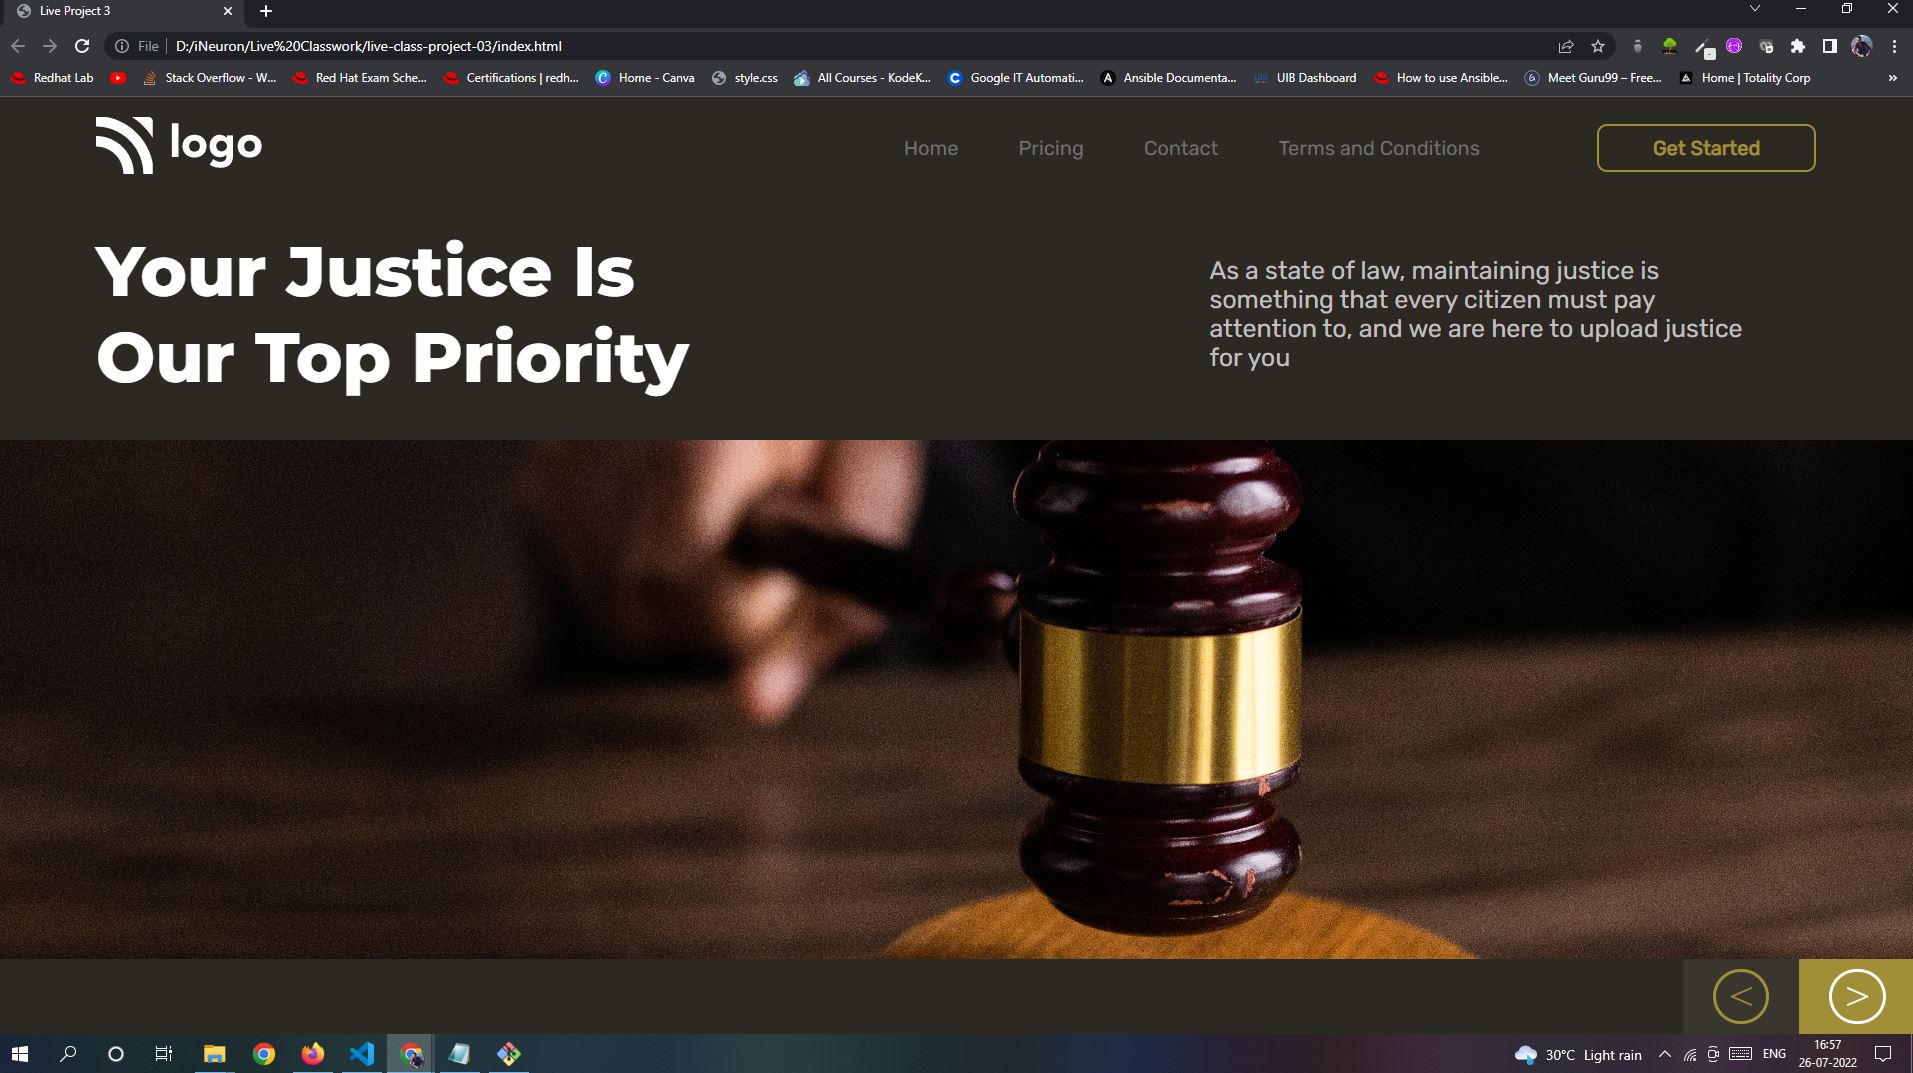 Live Project 3
File
D:/iNeuron/Live%20Classwork/live-class-project-03/index.html
Redhat Lab
Stack Overflow - W...
Red Hat Exam Sche...
Certifications | redh...
Home - Canva
style.css
All Courses - KodeK...
Google IT Automati...
Ansible Documenta...
UIB Dashboard
How to use Ansible...
Meet Guru99 – Free...
Home | Totality Corp
»
logo
Home
Pricing
Contact
Terms and Conditions
Get Started
Your Justice Is
Our Top Priority
As a state of law, maintaining justice is
something that every citizen must pay
attention to, and we are here to upload justice
for you
<
>
30°C Light rain
ENG
16:57
26-07-2022